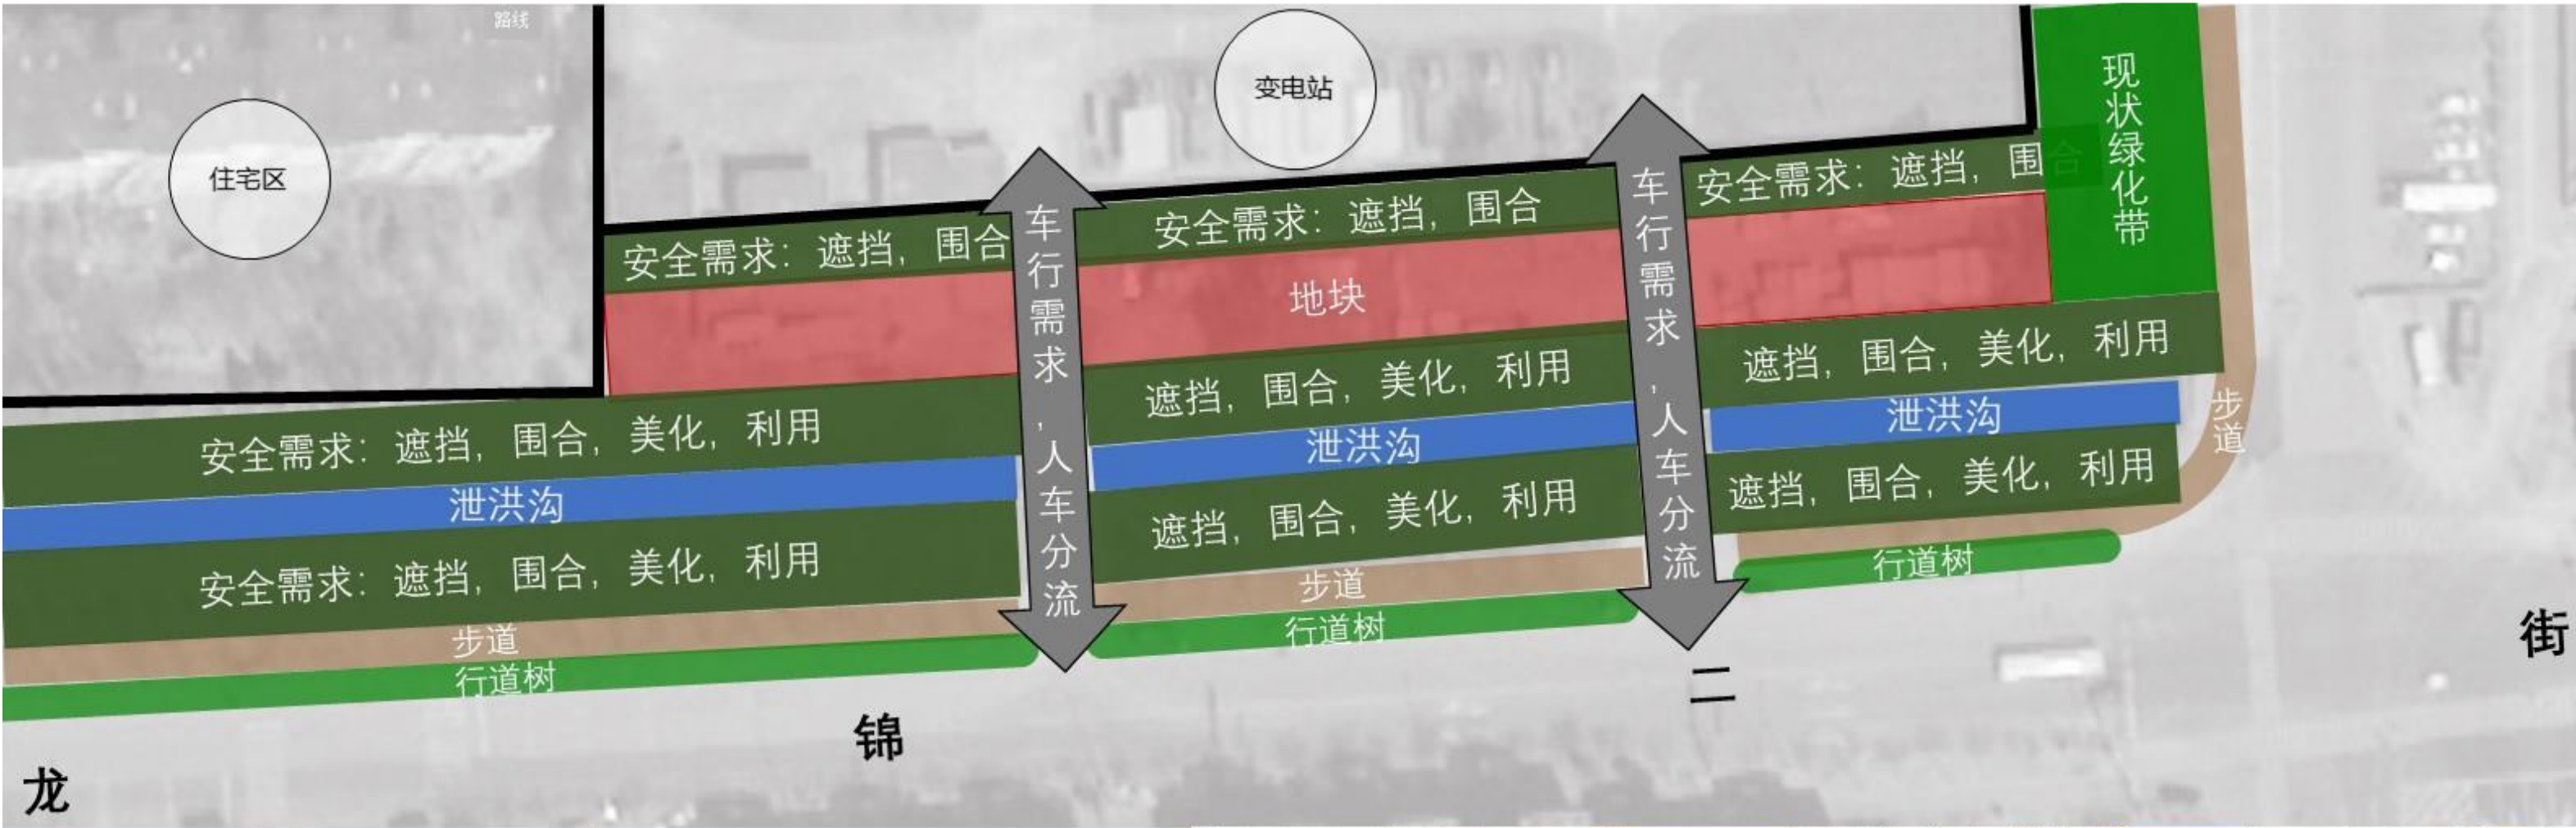 路线
住宅区
变电站
现状绿化带
安全需求：遮挡，围合
安全需求：遮挡，围合
安全需求：遮挡，围合
车行需求，人车分流
车行需求，人车分流
地块
安全需求：遮挡，围合，美化，利用
遮挡，围合，美化，利用
遮挡，围合，美化，利用
泄洪沟
泄洪沟
泄洪沟
安全需求：遮挡，围合，美化，利用
遮挡，围合，美化，利用
遮挡，围合，美化，利用
步道
步道
步道
行道树
行道树
行道树
龙锦二街